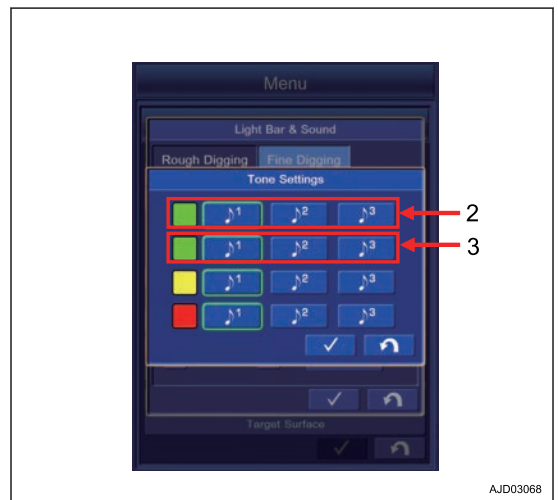 Menu
Light Bar & Sound
Rough Digging Fine Digging
Tone Settings
♪1 ♪2 ♪3 2
♪1 ♪2 ♪3 3
♪1 ♪2 ♪3
♪1 ♪2 ♪3
Target Surface
AJD03068